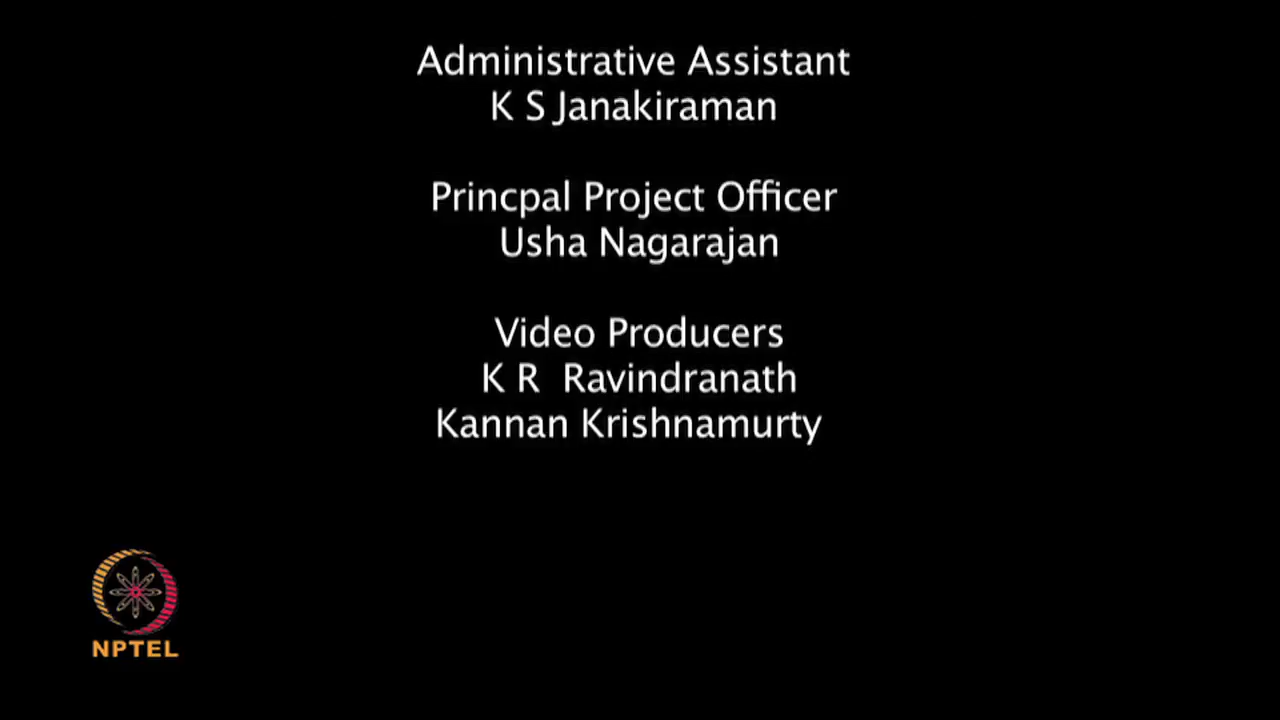 Administrative Assistant
K S Janakiraman
Princpal Project Officer
Usha Nagarajan
Video Producers
K R  Ravindranath
Kannan Krishnamurty
NPTEL